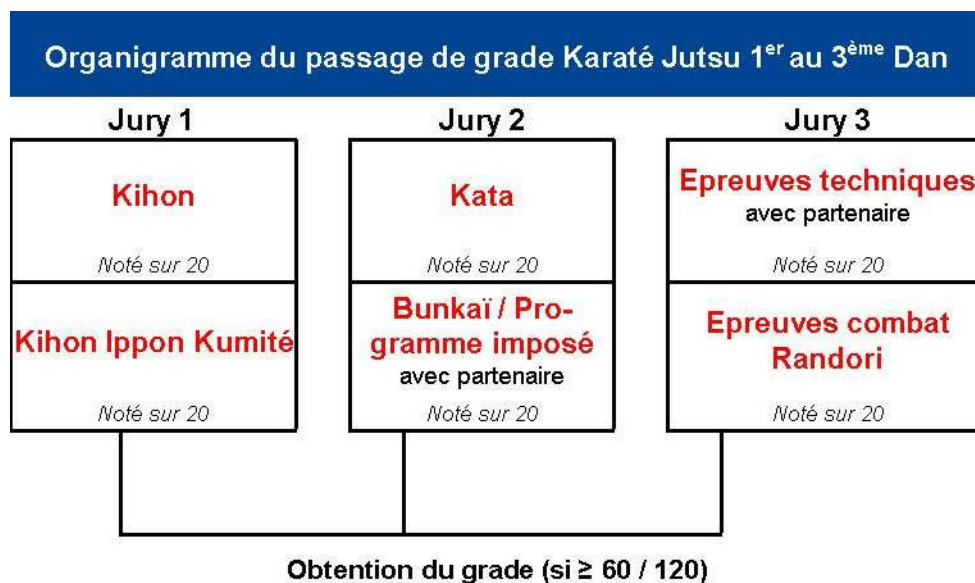 Organigramme du passage de grade Karaté Jutsu 1er au 3ème Dan
Jury 1
Kihon
Noté sur 20
Kihon Ippon Kumité
Noté sur 20
Jury 2
Kata
Noté sur 20
Bunkaï / Pro-
gramme imposé
avec partenaire
Noté sur 20
Jury 3
Epreuves techniques
avec partenaire
Noté sur 20
Epreuves combat
Randori
Noté sur 20
Obtention du grade (si ≥ 60 / 120)